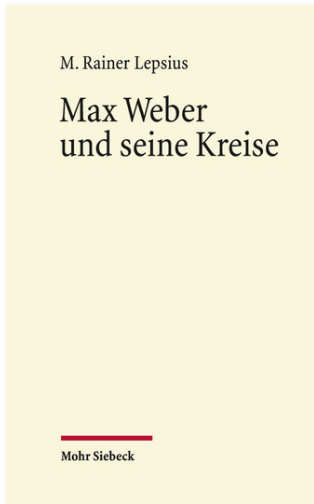 M. Rainer Lepsius
Max Weber
und seine Kreise
Mohr Siebeck